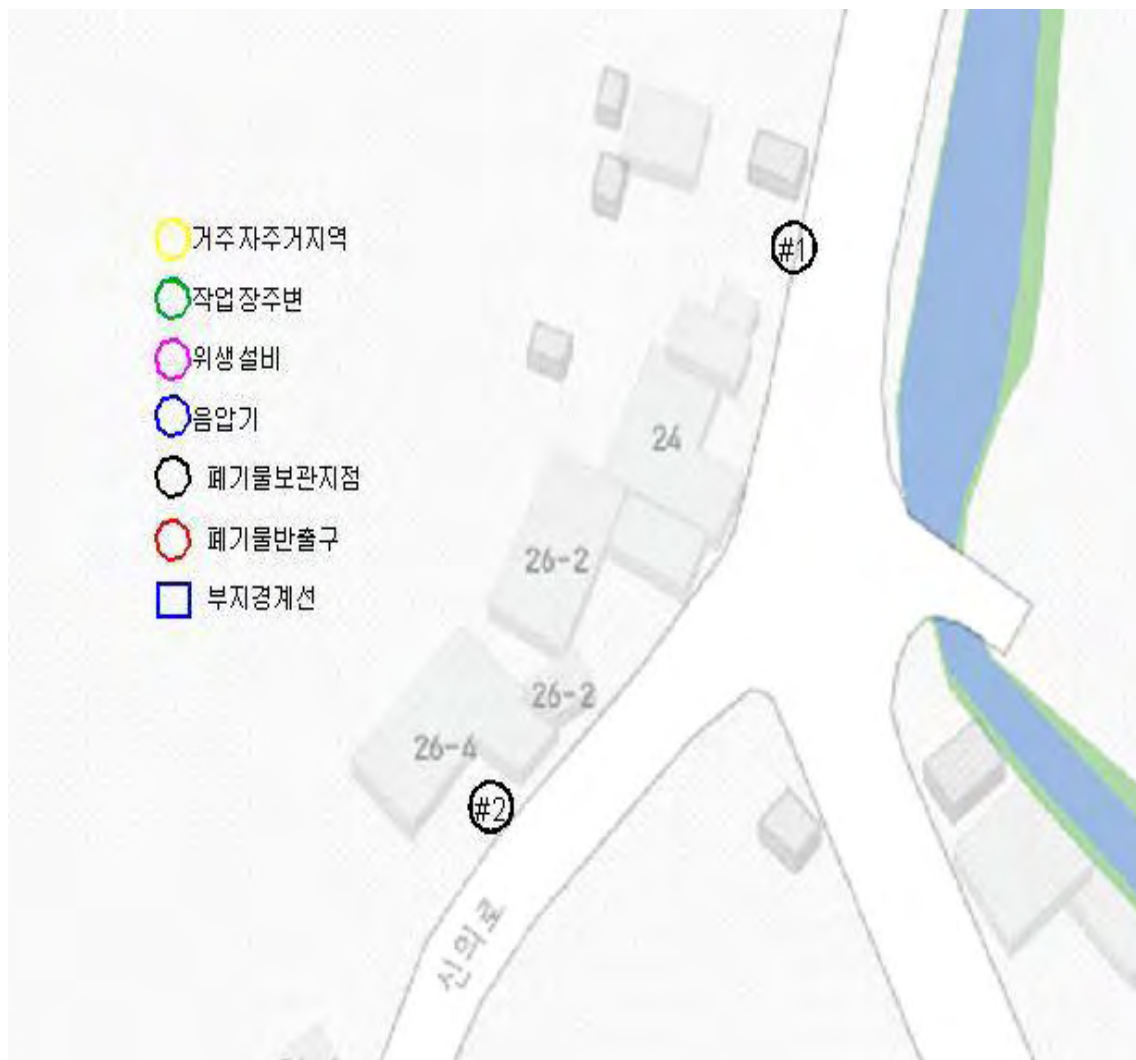 거주자주거지역
작업장주변
위생설비
음압기
폐기물보관지점
폐기물반출구
부지경계선
#1
24
26-2
26-2
26-4
#2
신의로